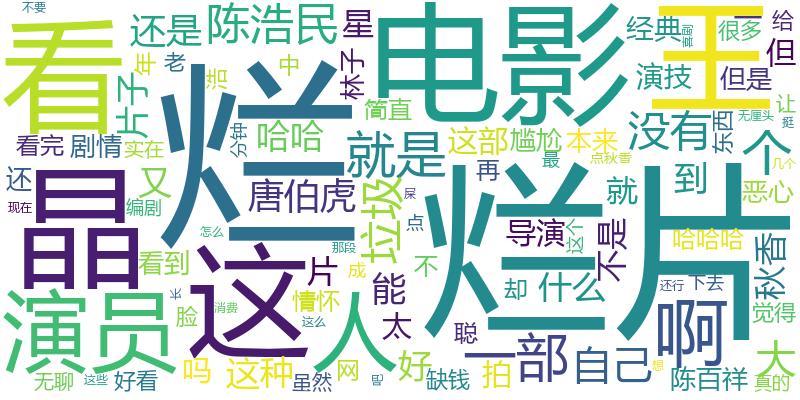 不要
看
还是
陈浩民
星
电影
王
经典
很多
给
但
年
老
浩
中
林子
烂
演技
但是
片子
简直
让
无厘头
挺
分钟
哈哈
就是
这部
尴尬
本来
没有
东西
个
看完
剧情
实在
最
点秋香
几个
还
又
唐伯虎
垃圾
再
就
到
恶心
晶
现在
编剧
屎
烂片
怎么
那段
点
导演
这个
不是
哈哈哈
秋香
看到
这
片
成
能
不
却
什么
还行
下去
演员
长
消费
情怀
人
太
聪
啊
觉得
脸
这么
一部
自己
大
无聊
这些
好看
吗
这种
虽然
网
好
缺钱
拍
想
陈百祥
真的